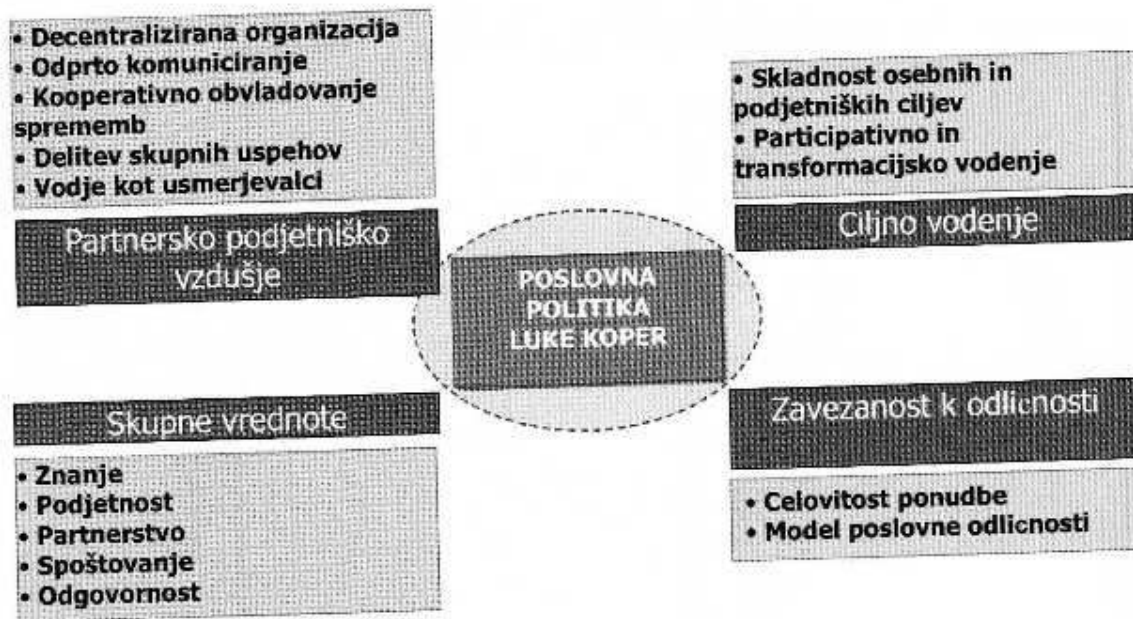 • Decentralizirana organizacija
• Odprto komuniciranje
• Kooperativno obvladovanje
sprememb
• Delitev skupnih uspehov
• Vodje kot usmerjevalci
Partnersko podjetniško
vzdušje
• Skladnost osebnih in
podjetniških ciljev
• Participativno in
transformacijsko vodenje
Ciljno vodenje
POSLOVNA
POLITIKA
LUKE KOPER
Skupne vrednote
• Znanje
• Podjetnost
• Partnerstvo
• Spoštovanje
• Odgovornost
Zavezanost k odlicnosti
• Celovitost ponudbe
• Model poslovne odlicnosti